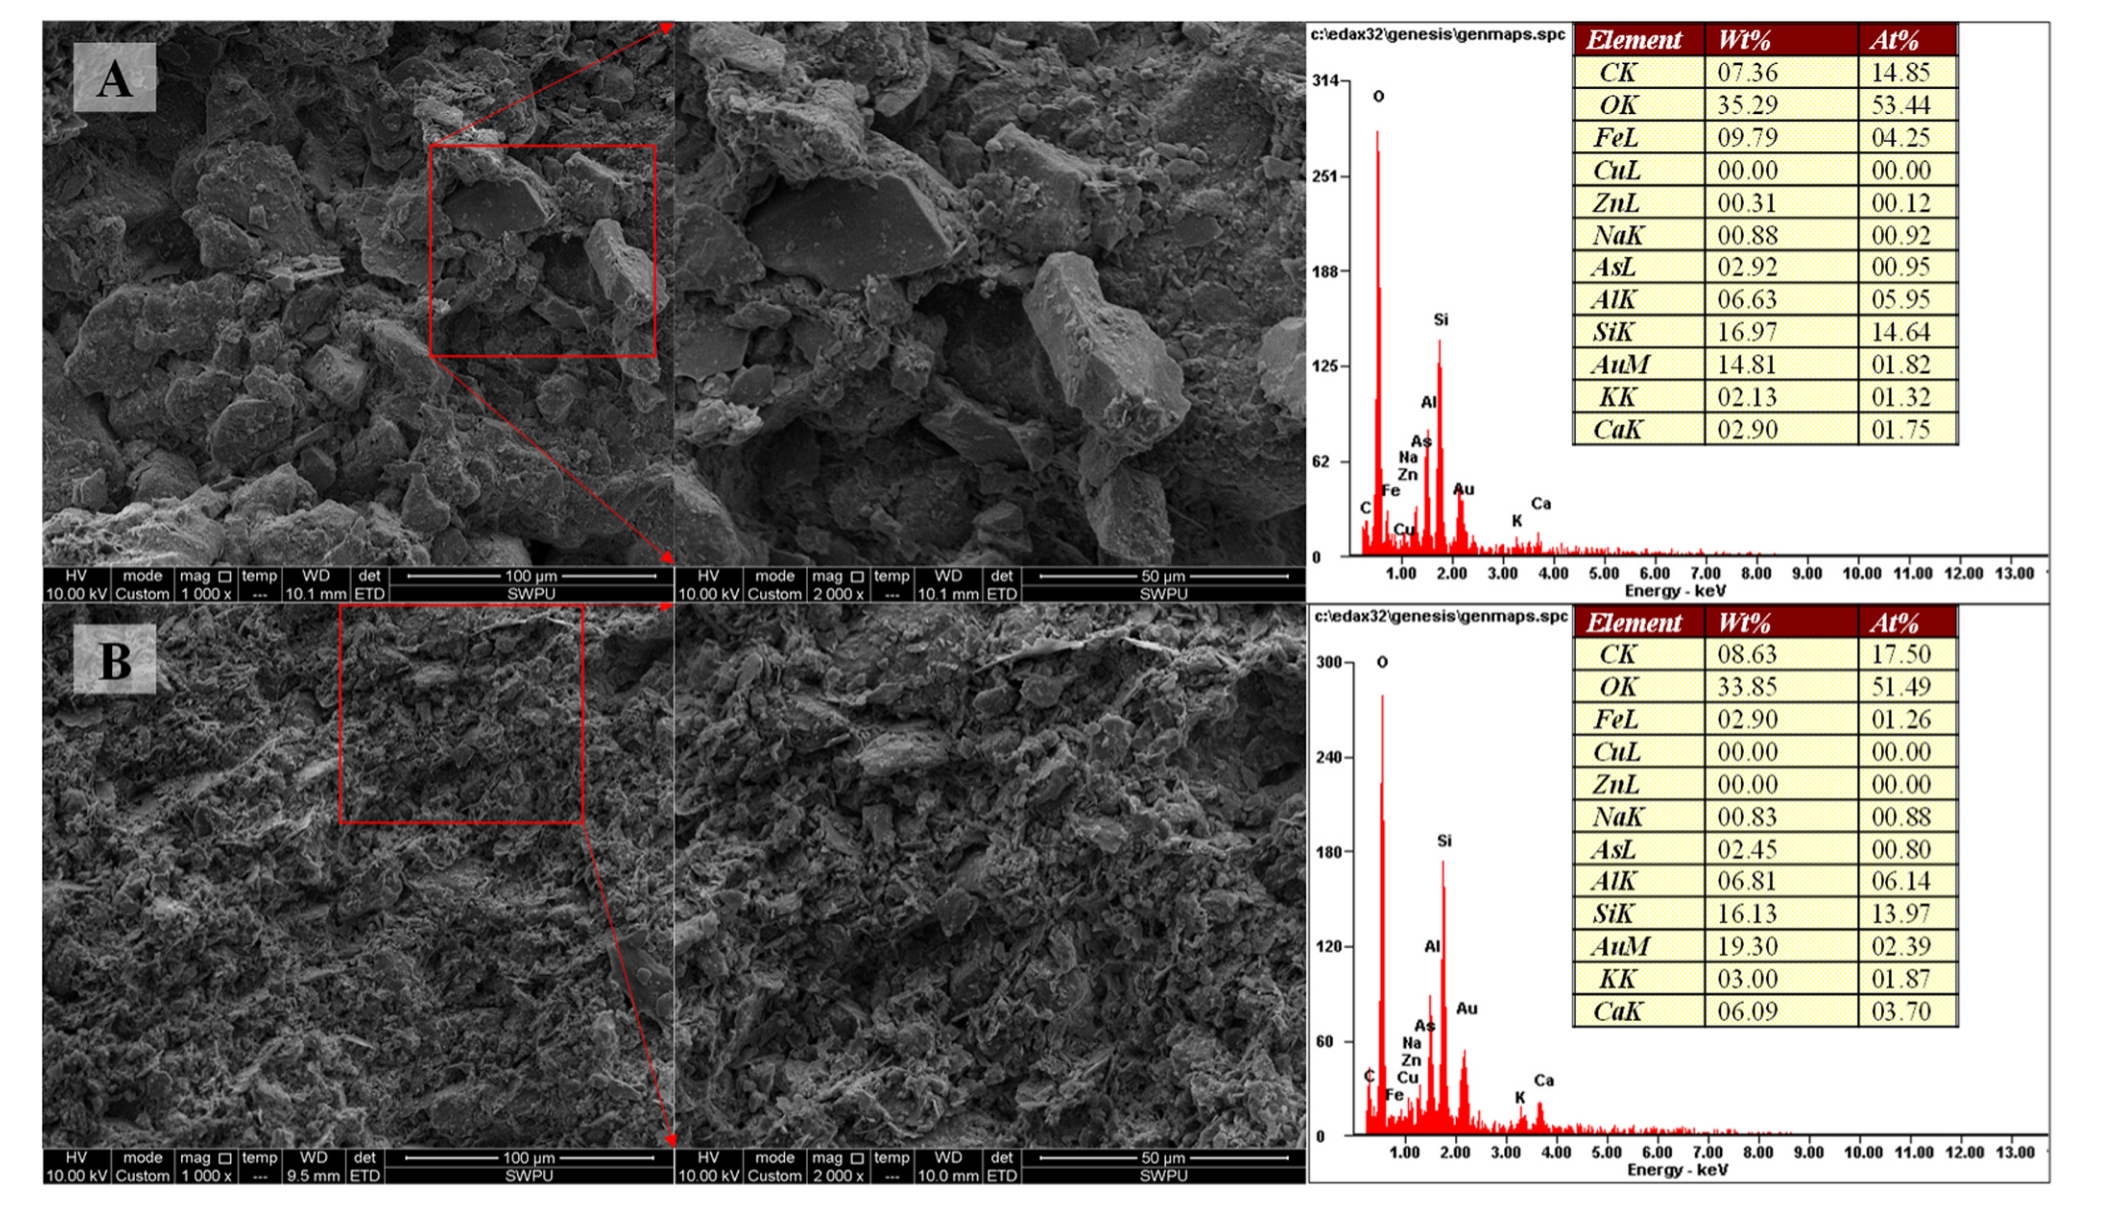 A
HV mode mag temp WD det 100 µm
10.00 kV Custom 1 000 x --- 10.1 mm ETD SWPU
HV mode mag temp WD det 50 µm
10.00 kV Custom 2 000 x --- 10.1 mm ETD SWPU
c:\edax32\genesis\genmaps.spc
314
251
188
125
62
0
O
Si
Al
As
Na
Zn
Fe
Au
C
Cu
K
Ca
1.00 2.00 3.00 4.00 5.00 6.00 7.00 8.00 9.00 10.00 11.00 12.00 13.00
Energy - keV
Element Wt% At%
CK 07.36 14.85
OK 35.29 53.44
FeL 09.79 04.25
CuL 00.00 00.00
ZnL 00.31 00.12
NaK 00.88 00.92
AsL 02.92 00.95
AlK 06.63 05.95
SiK 16.97 14.64
AuM 14.81 01.82
KK 02.13 01.32
CaK 02.90 01.75
B
HV mode mag temp WD det 100 µm
10.00 kV Custom 1 000 x --- 9.5 mm ETD SWPU
HV mode mag temp WD det 50 µm
10.00 kV Custom 2 000 x --- 10.0 mm ETD SWPU
c:\edax32\genesis\genmaps.spc
300
240
180
120
60
0
O
Si
Al
Au
As
Na
Zn
Cu
C
Fe
K
Ca
1.00 2.00 3.00 4.00 5.00 6.00 7.00 8.00 9.00 10.00 11.00 12.00 13.00
Energy - keV
Element Wt% At%
CK 08.63 17.50
OK 33.85 51.49
FeL 02.90 01.26
CuL 00.00 00.00
ZnL 00.00 00.00
NaK 00.83 00.88
AsL 02.45 00.80
AlK 06.81 06.14
SiK 16.13 13.97
AuM 19.30 02.39
KK 03.00 01.87
CaK 06.09 03.70